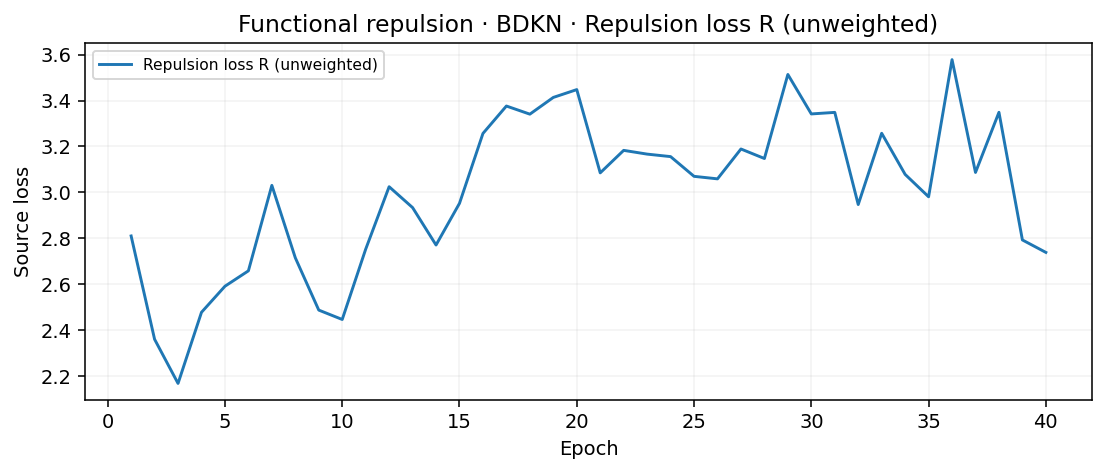 Functional repulsion · BDKN · Repulsion loss R (unweighted)
Repulsion loss R (unweighted)
Source loss
3.6
3.4
3.2
3.0
2.8
2.6
2.4
2.2
0 5 10 15 20 25 30 35 40
Epoch